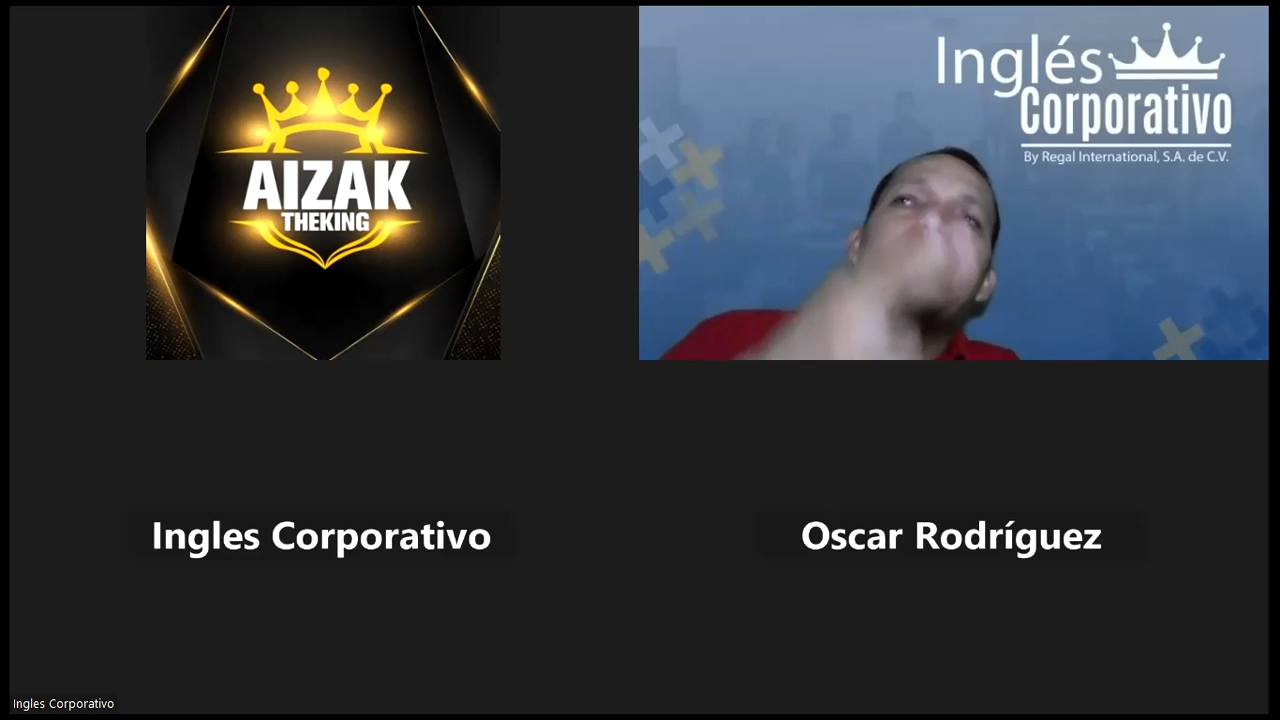 AIZAK
THEKING
Inglés
Corporativo
By Regal International, S.A. de C.V.
Ingles Corporativo
Oscar Rodríguez
Ingles Corporativo